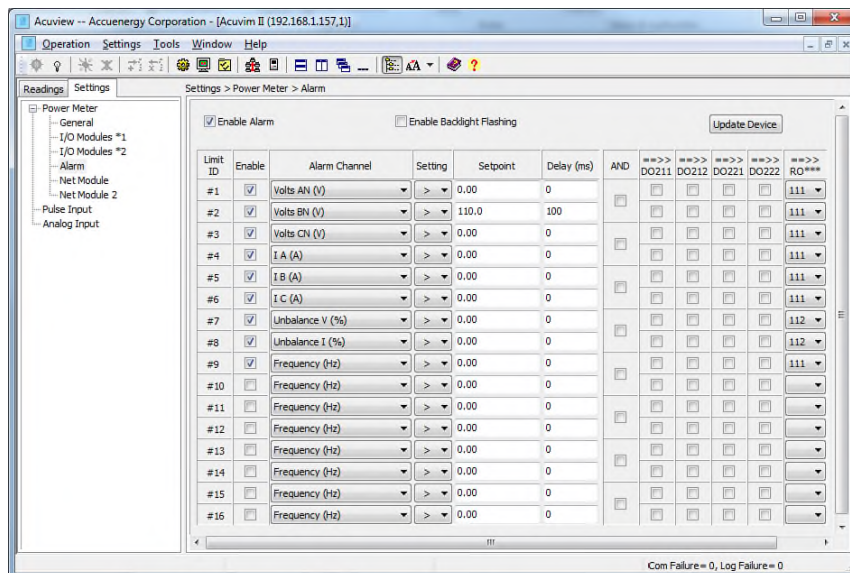 Acuview -- Accuenergy Corporation - [Acuvim II (192.168.1.157,1)]
Operation Settings Tools Window Help
Readings Settings
Settings > Power Meter > Alarm
Power Meter
General
I/O Modules *1
I/O Modules *2
Alarm
Net Module
Net Module 2
Pulse Input
Analog Input
Enable Alarm Enable Backlight Flashing Update Device
Limit ID Enable Alarm Channel Setting Setpoint Delay (ms) AND ==>> DO211 ==>> DO212 ==>> DO221 ==>> DO222 ==>> RO***
#1 Volts AN (V) > 0.00 0 111
#2 Volts BN (V) > 110.0 100 111
#3 Volts CN (V) > 0.00 0 111
#4 I A (A) > 0.00 0 111
#5 I B (A) > 0.00 0 111
#6 I C (A) > 0.00 0 111
#7 Unbalance V (%) > 0.00 0 112
#8 Unbalance I (%) > 0.00 0 112
#9 Frequency (Hz) > 0.00 0 111
#10 Frequency (Hz) > 0.00 0
#11 Frequency (Hz) > 0.00 0
#12 Frequency (Hz) > 0.00 0
#13 Frequency (Hz) > 0.00 0
#14 Frequency (Hz) > 0.00 0
#15 Frequency (Hz) > 0.00 0
#16 Frequency (Hz) > 0.00 0
Com Failure= 0, Log Failure= 0